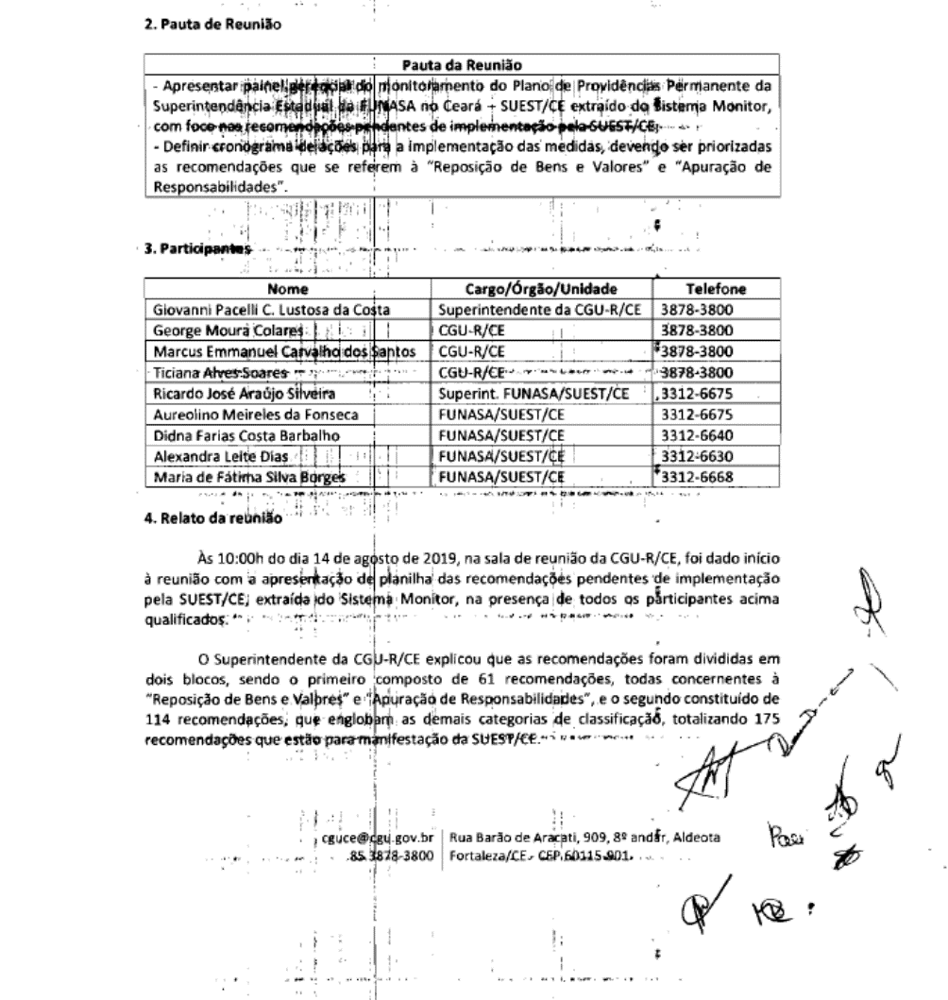 2. Pauta de Reunião
Pauta da Reunião
- Apresentar painel gerencial do monitoramento do Plano de Providências Permanente da
Superintendência Estadual da FUNASA no Ceará – SUEST/CE extraído do Sistema Monitor,
com foco nas recomendações pendentes de implementação pela SUEST/CE;
- Definir cronograma de ações para a implementação das medidas, devendo ser priorizadas
as recomendações que se referem à “Reposição de Bens e Valores” e “Apuração de
Responsabilidades”.
3. Participantes
Nome Cargo/Órgão/Unidade Telefone
Giovanni Pacelli C. Lustosa da Costa Superintendente da CGU-R/CE 3878-3800
George Moura Colares CGU-R/CE 3878-3800
Marcus Emmanuel Carvalho dos Santos CGU-R/CE 3878-3800
Ticiana Alves Soares CGU-R/CE 3878-3800
Ricardo José Araújo Silveira Superint. FUNASA/SUEST/CE 3312-6675
Aureolino Meireles da Fonseca FUNASA/SUEST/CE 3312-6675
Didna Farias Costa Barbalho FUNASA/SUEST/CE 3312-6640
Alexandra Leite Dias FUNASA/SUEST/CE 3312-6630
Maria de Fátima Silva Borges FUNASA/SUEST/CE 3312-6668
4. Relato da reunião
Às 10:00h do dia 14 de agosto de 2019, na sala de reunião da CGU-R/CE, foi dado início
à reunião com a apresentação de planilha das recomendações pendentes de implementação
pela SUEST/CE, extraída do Sistema Monitor, na presença de todos os participantes acima
qualificados.
O Superintendente da CGU-R/CE explicou que as recomendações foram divididas em
dois blocos, sendo o primeiro composto de 61 recomendações, todas concernentes à
“Reposição de Bens e Valores” e “Apuração de Responsabilidades”, e o segundo constituído de
114 recomendações, que englobam as demais categorias de classificação, totalizando 175
recomendações que estão para manifestação da SUEST/CE.
cguce@cgu.gov.br Rua Barão de Aracati, 909, 8º andar, Aldeota
85 3878-3800 Fortaleza/CE - CEP 60115-901